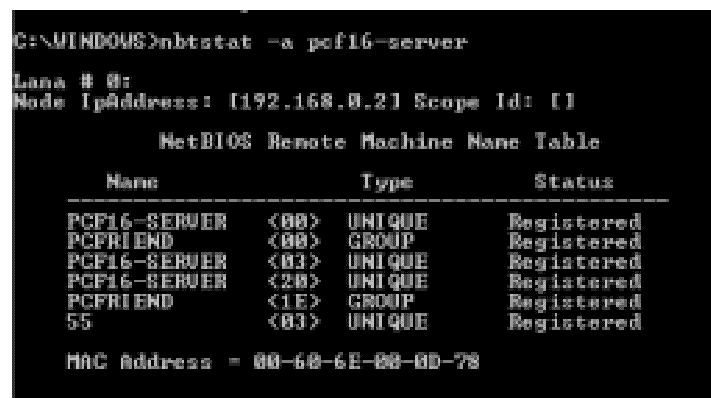 C:\WINDOWS>nbtstat -a pcf16-server
Lana # 0:
Node IpAddress: [192.168.0.2] Scope Id: []
NetBIOS Remote Machine Name Table
Name Type Status
---------------------------------------------
PCF16-SERVER <00> UNIQUE Registered
PCFRIEND <00> GROUP Registered
PCF16-SERVER <03> UNIQUE Registered
PCF16-SERVER <20> UNIQUE Registered
PCFRIEND <1E> GROUP Registered
55 <03> UNIQUE Registered
MAC Address = 00-60-6E-00-0D-78